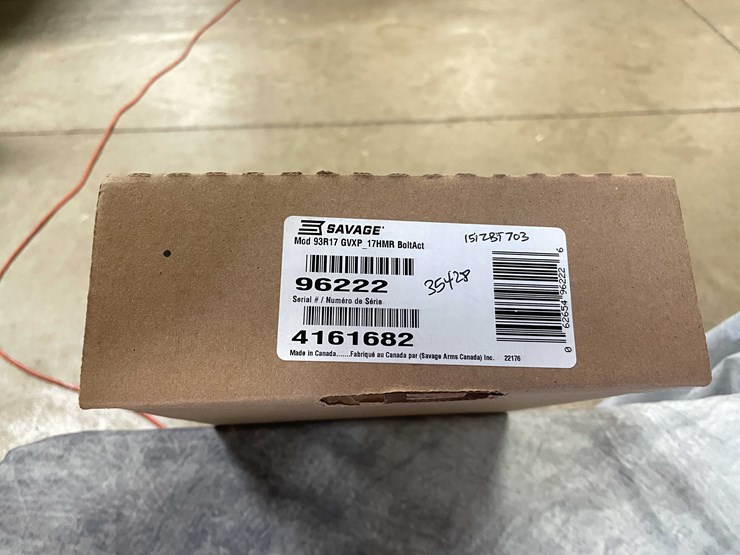 SAVAGE
Mod 93R17 GVXP_17HMR BoltAct
151ZBT703
96222
35428
Serial # / Numéro de Série
4161682
Made in Canada.......Fabriqué au Canada par (Savage Arms Canada) Inc. 22176
0 62654 96222 6